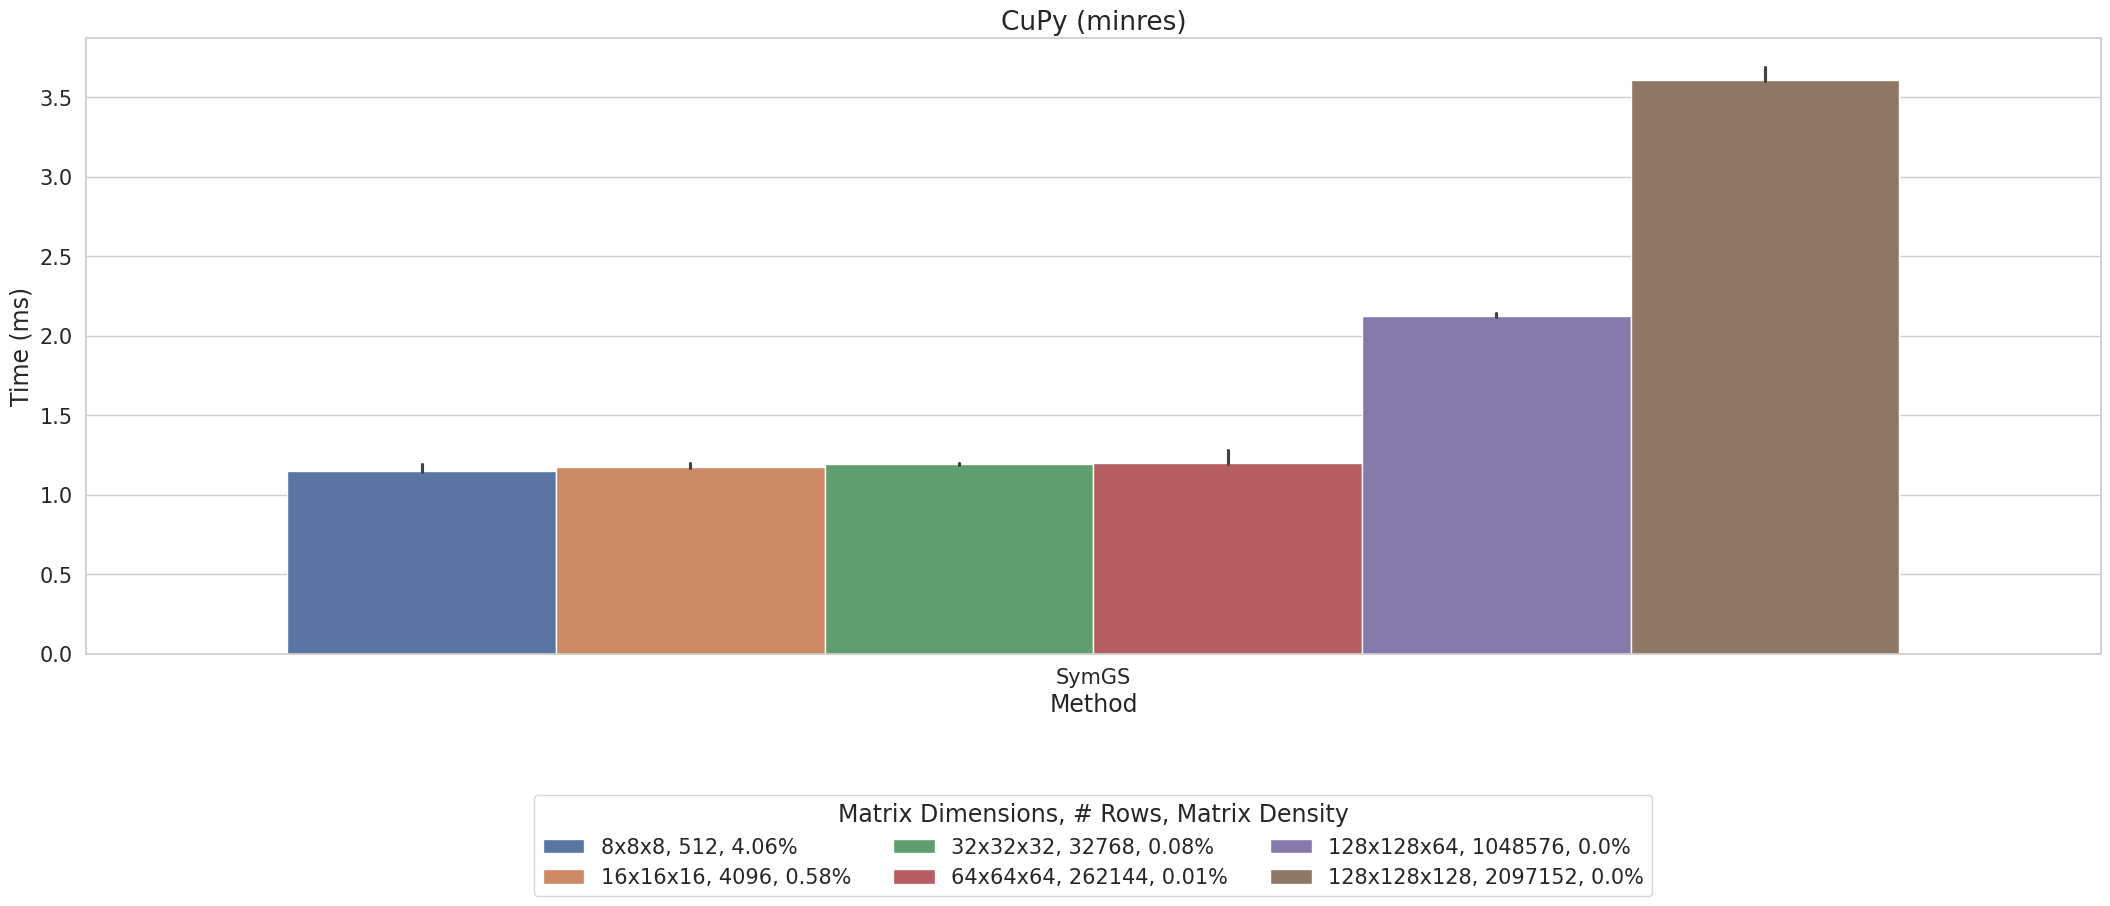 CuPy (minres)
Time (ms)
3.5
3.0
2.5
2.0
1.5
1.0
0.5
0.0
SymGS
Method
Matrix Dimensions, # Rows, Matrix Density
8x8x8, 512, 4.06%
16x16x16, 4096, 0.58%
32x32x32, 32768, 0.08%
64x64x64, 262144, 0.01%
128x128x64, 1048576, 0.0%
128x128x128, 2097152, 0.0%